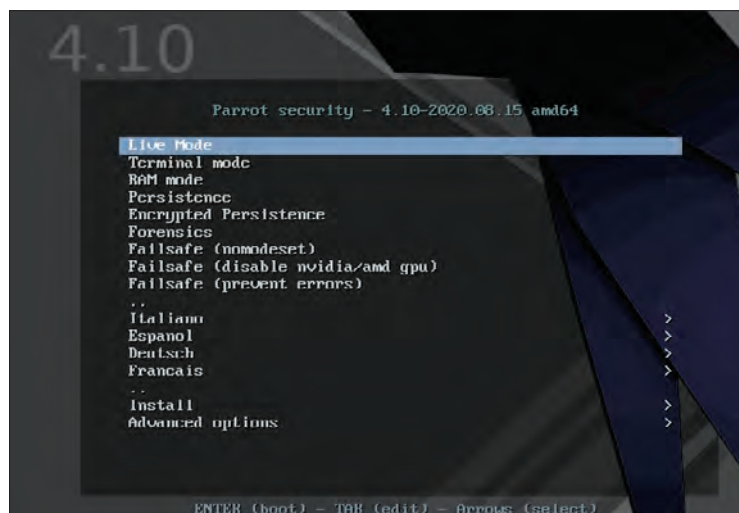 4.10
Parrot security - 4.10-2020.08.15 amd64
Live Mode
Terminal mode
RAM mode
Persistence
Encrypted Persistence
Forensics
Failsafe (nomodeset)
Failsafe (disable nvidia/amd gpu)
Failsafe (prevent errors)
..
Italiano >
Espanol >
Deutsch >
Francais >
..
Install >
Advanced options >
ENTER (boot) - TAB (edit) - Arrows (select)